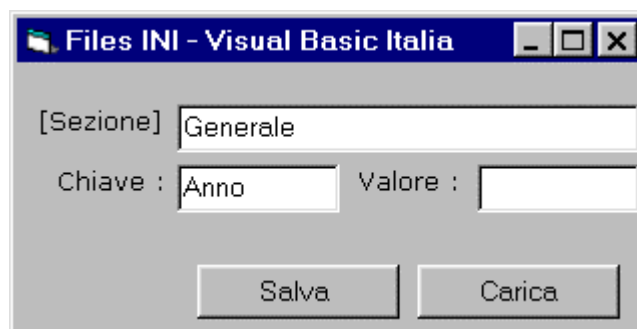 Files INI - Visual Basic Italia
[Sezione] Generale
Chiave : Anno Valore :
Salva Carica